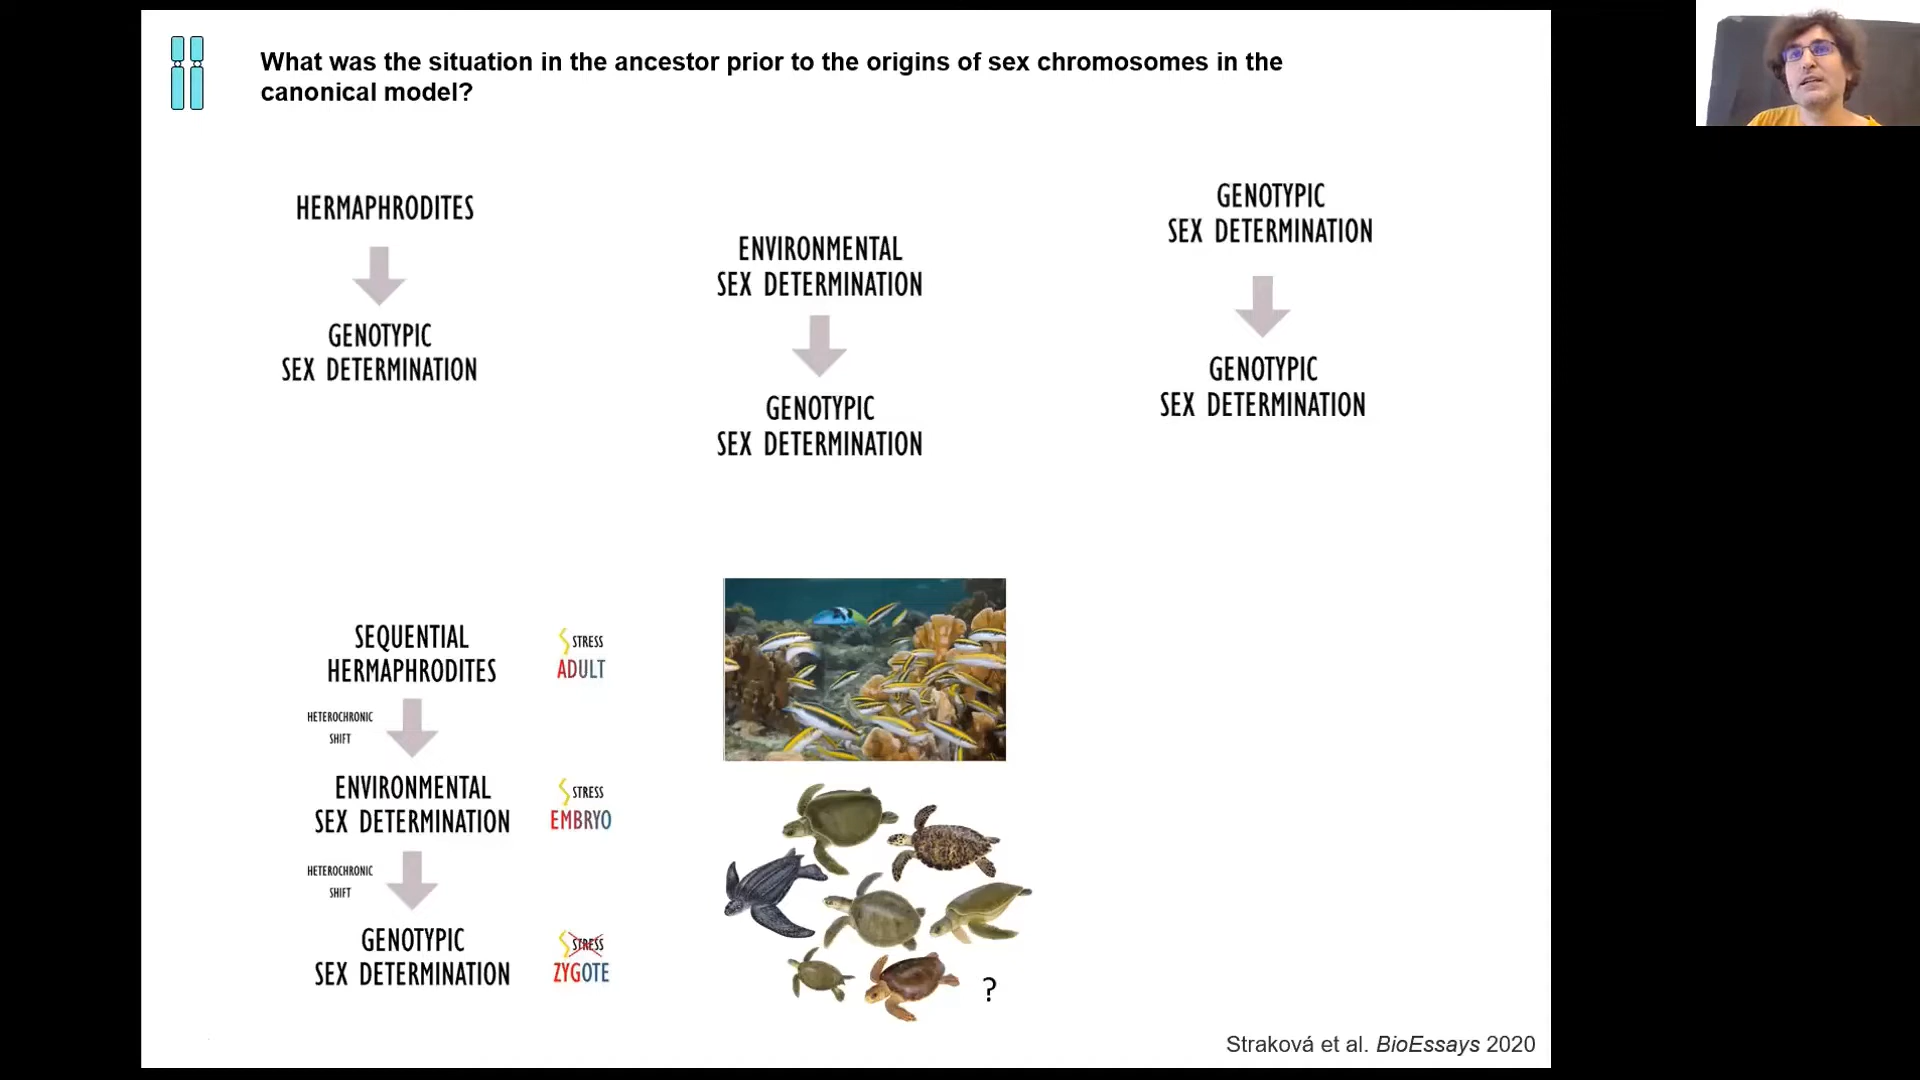 What was the situation in the ancestor prior to the origins of sex chromosomes in the
canonical model?
HERMAPHRODITES
GENOTYPIC
SEX DETERMINATION
ENVIRONMENTAL
SEX DETERMINATION
GENOTYPIC
SEX DETERMINATION
GENOTYPIC
SEX DETERMINATION
GENOTYPIC
SEX DETERMINATION
SEQUENTIAL
HERMAPHRODITES
STRESS
ADULT
HETEROCHRONIC
SHIFT
ENVIRONMENTAL
SEX DETERMINATION
STRESS
EMBRYO
HETEROCHRONIC
SHIFT
GENOTYPIC
SEX DETERMINATION
STRESS
ZYGOTE
?
Straková et al. BioEssays 2020